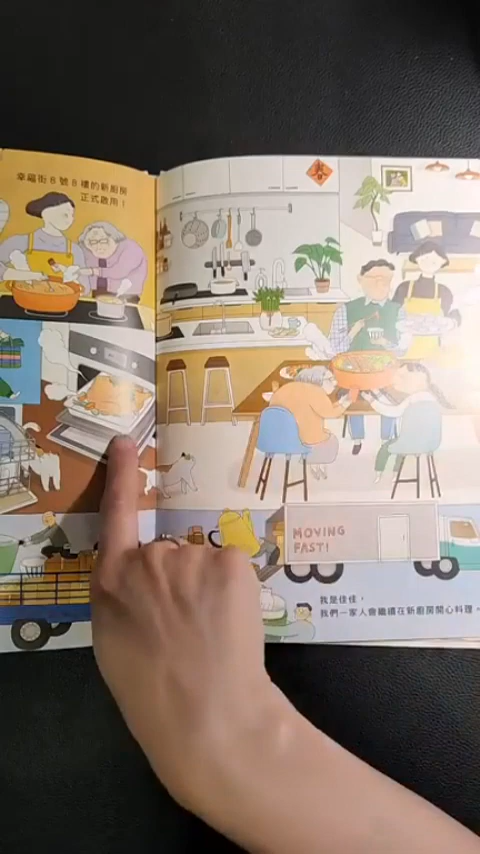 幸福街8號8樓的新廚房
正式啟用！
春
MOVING
FAST!
我是佳佳，
我們一家人會繼續在新廚房開心料理。